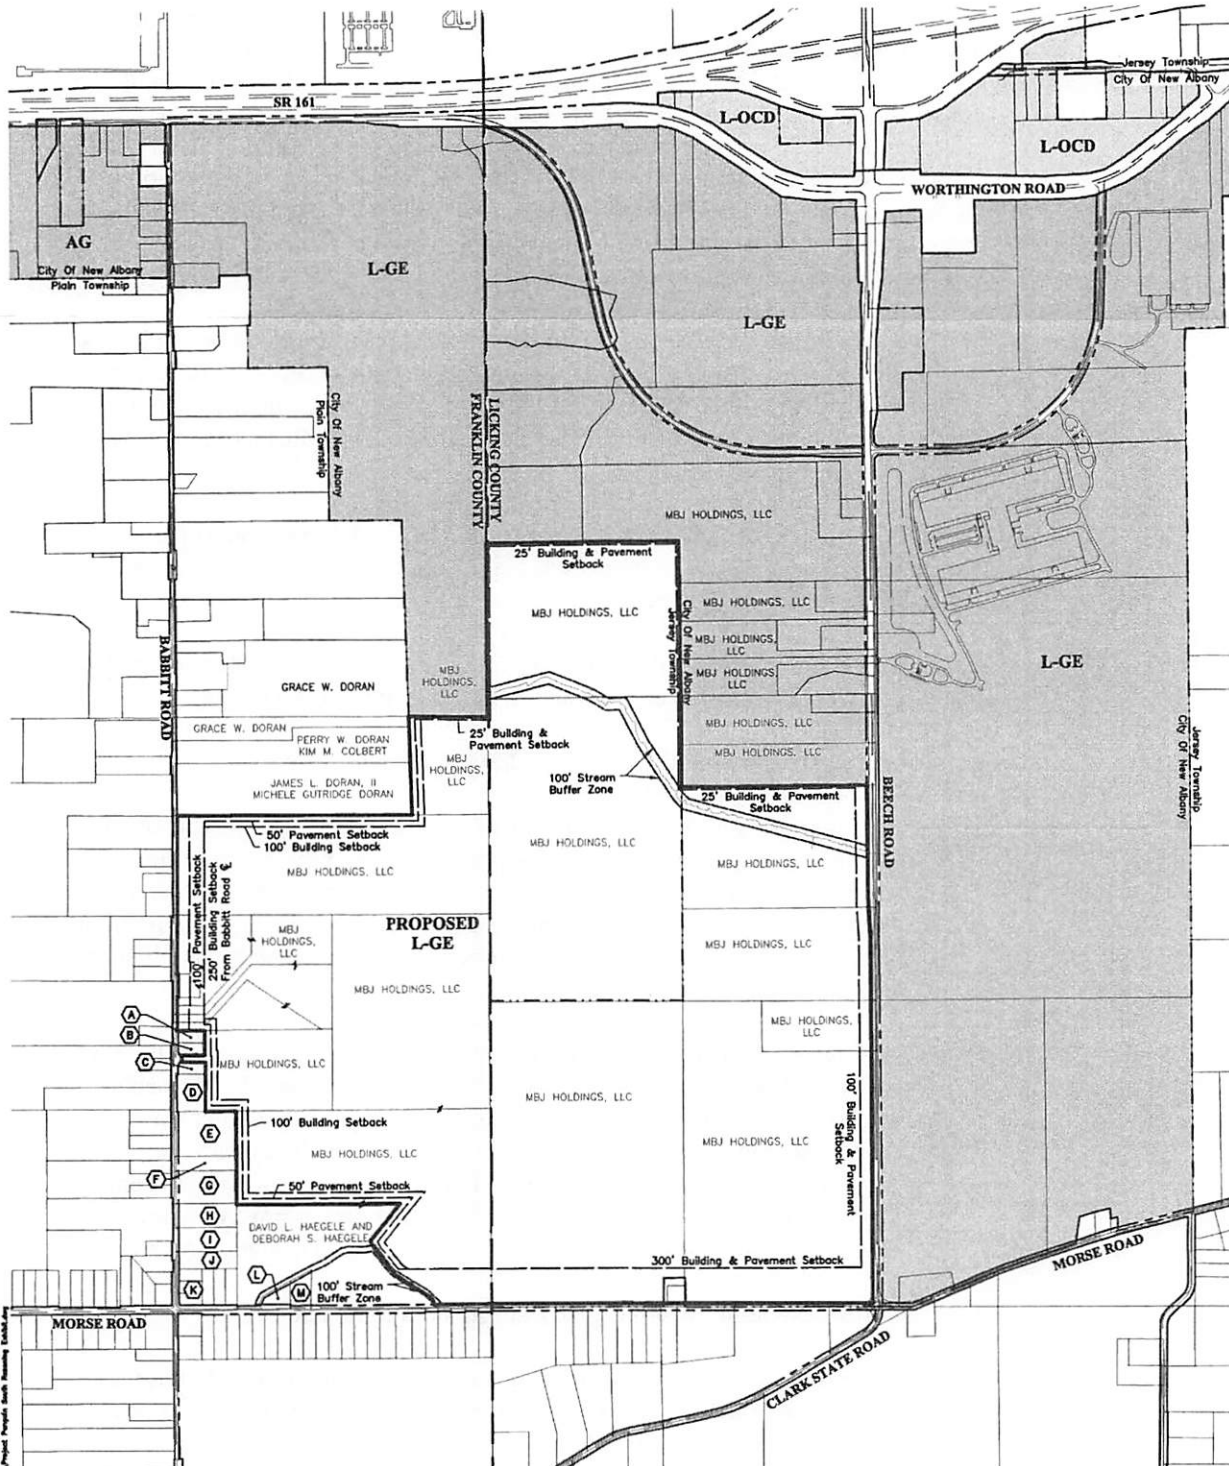 Jersey Township
City Of New Albany
SR 161
L-OCD
L-OCD
WORTHINGTON ROAD
AG
City Of New Albany
Plain Township
L-GE
L-GE
City Of New Albany
Plain Township
LICKING COUNTY
FRANKLIN COUNTY
MBJ HOLDINGS, LLC
25' Building & Pavement
Setback
MBJ HOLDINGS, LLC
City Of New Albany
Jersey Township
MBJ HOLDINGS, LLC
MBJ HOLDINGS,
LLC
MBJ HOLDINGS,
LLC
MBJ HOLDINGS, LLC
MBJ HOLDINGS, LLC
L-GE
BABBITT ROAD
GRACE W. DORAN
MBJ
HOLDINGS,
LLC
GRACE W. DORAN
PERRY W. DORAN
KIM M. COLBERT
JAMES L. DORAN, II
MICHELE GUTRIDGE DORAN
25' Building &
Pavement Setback
MBJ
HOLDINGS,
LLC
100' Stream
Buffer Zone
25' Building & Pavement
Setback
Jersey Township
City Of New Albany
BEECH ROAD
50' Pavement Setback
100' Building Setback
MBJ HOLDINGS, LLC
MBJ HOLDINGS, LLC
MBJ HOLDINGS, LLC
100' Pavement Setback
250' Building Setback
From Babbitt Road ℄
MBJ
HOLDINGS,
LLC
PROPOSED
L-GE
MBJ HOLDINGS, LLC
MBJ HOLDINGS, LLC
MBJ HOLDINGS,
LLC
A
B
C
D
E
F
G
H
I
J
K
L
M
MBJ HOLDINGS, LLC
MBJ HOLDINGS, LLC
100' Building Setback
MBJ HOLDINGS, LLC
MBJ HOLDINGS, LLC
100' Building & Pavement
Setback
50' Pavement Setback
DAVID L. HAEGELE AND
DEBORAH S. HAEGELE
100' Stream
Buffer Zone
300' Building & Pavement Setback
MORSE ROAD
MORSE ROAD
CLARK STATE ROAD